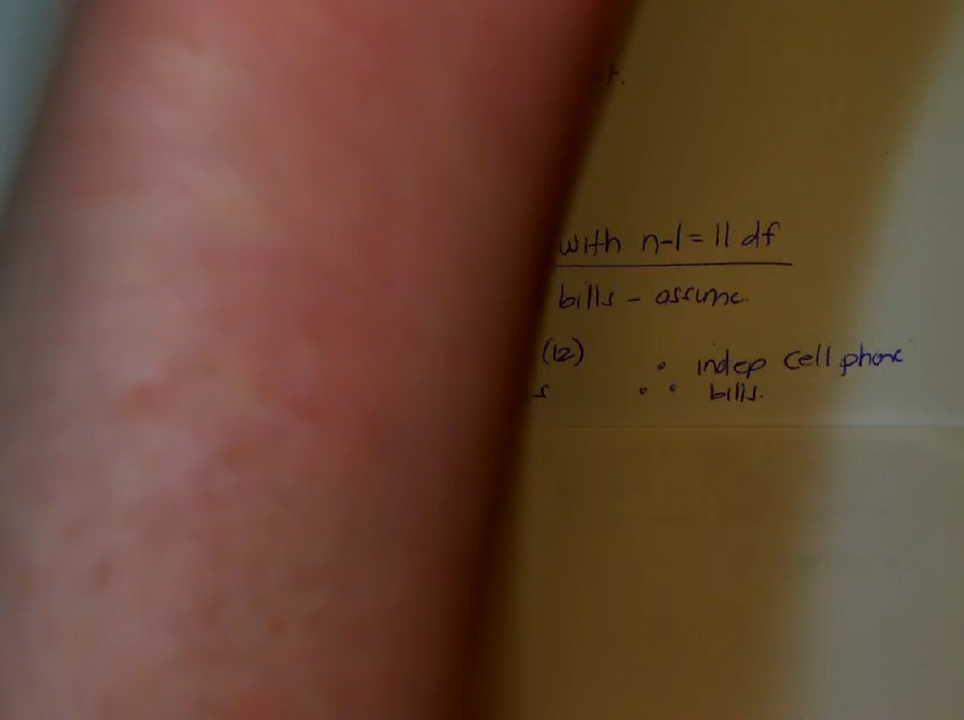 with n-1 = 11 df
bills - assume.
(12) ∴ indep cell phone
bills.